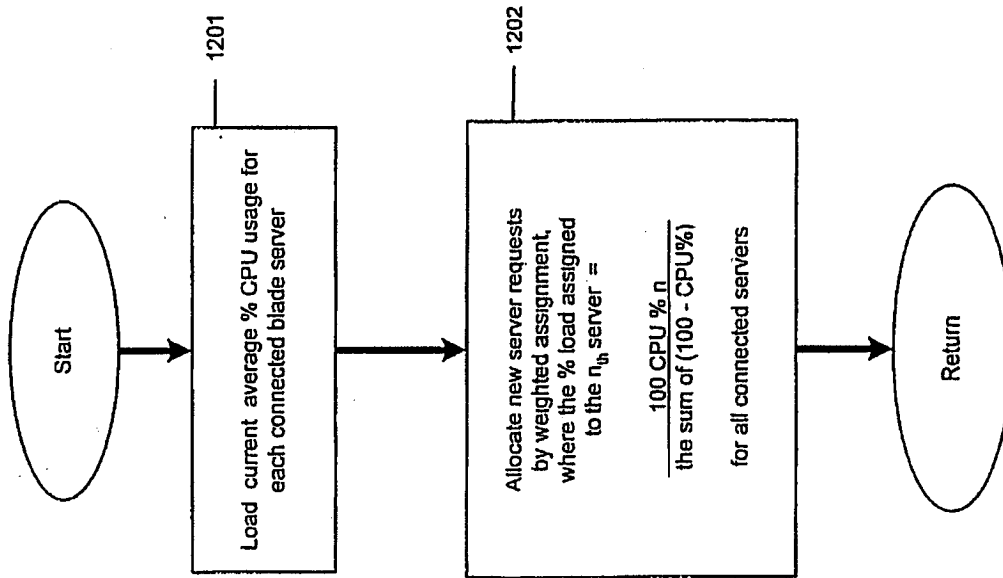 Start
Load current average % CPU usage for
each connected blade server
1201
Allocate new server requests
by weighted assignment,
where the % load assigned
to the nth server =
100 CPU % n
the sum of (100 - CPU%)
for all connected servers
1202
Return